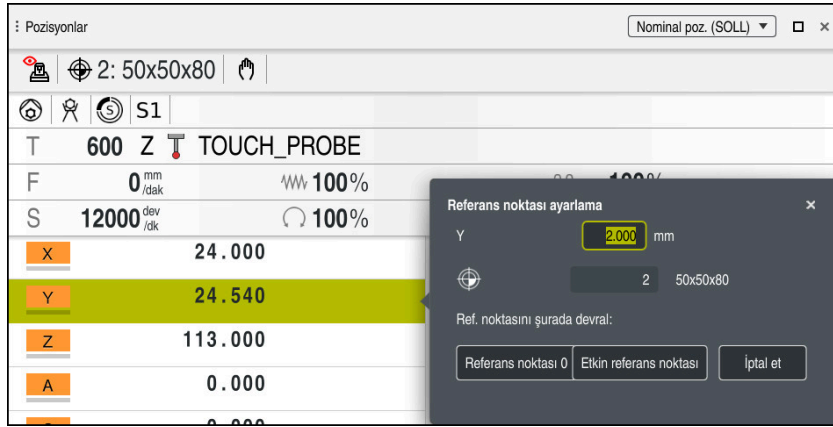 Pozisyonlar
Nominal poz. (SOLL)
2: 50x50x80
S1
T 600 Z TOUCH_PROBE
F 0 mm/dak 100%
S 12000 dev/dk 100%
X 24.000
Y 24.540
Z 113.000
A 0.000
Referans noktası ayarlama
Y 2.000 mm
2 50x50x80
Ref. noktasını şurada devral:
Referans noktası 0 Etkin referans noktası İptal et